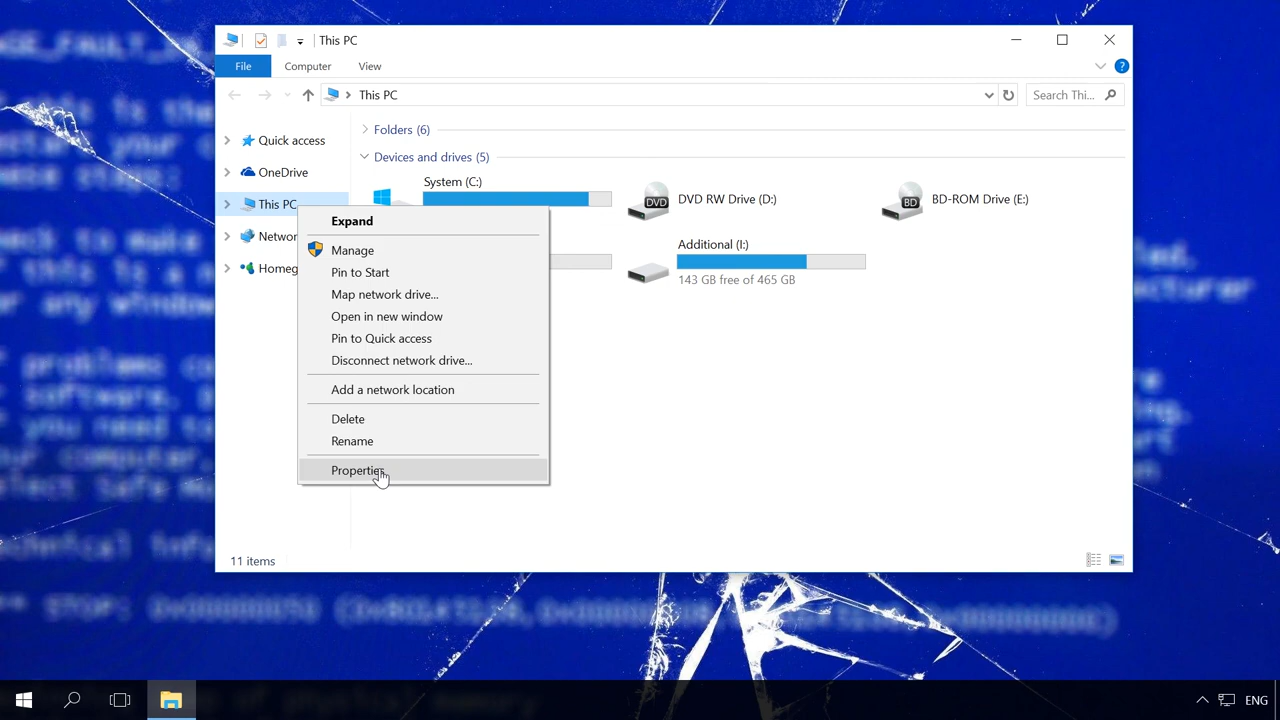 This PC
File
Computer
View
This PC
Search Thi...
Quick access
OneDrive
This PC
Networ
Homeg
Folders (6)
Devices and drives (5)
System (C:)
DVD
DVD RW Drive (D:)
BD
BD-ROM Drive (E:)
Additional (I:)
143 GB free of 465 GB
Expand
Manage
Pin to Start
Map network drive...
Open in new window
Pin to Quick access
Disconnect network drive...
Add a network location
Delete
Rename
Properties
11 items
ENG